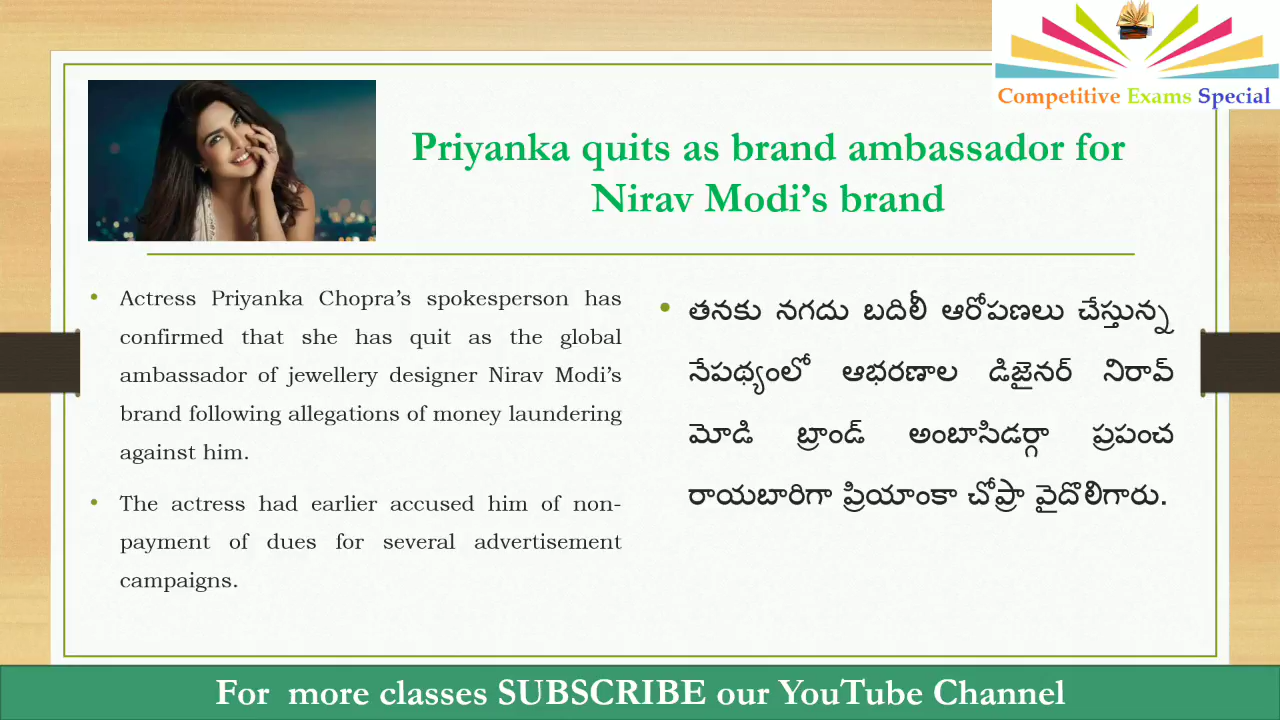 Competitive Exams Special
Priyanka quits as brand ambassador for
Nirav Modi’s brand
• Actress Priyanka Chopra’s spokesperson has
confirmed that she has quit as the global
ambassador of jewellery designer Nirav Modi’s
brand following allegations of money laundering
against him.
• The actress had earlier accused him of non-
payment of dues for several advertisement
campaigns.
• తనకు నగదు బదిలీ ఆరోపణలు చేస్తున్న
నేపథ్యంలో ఆభరణాల డిజైనర్ నిరావ్
మోడి బ్రాండ్ అంబాసిడర్గా ప్రపంచ
రాయబారిగా ప్రియాంకా చోప్రా వైదొలిగారు.
For more classes SUBSCRIBE our YouTube Channel